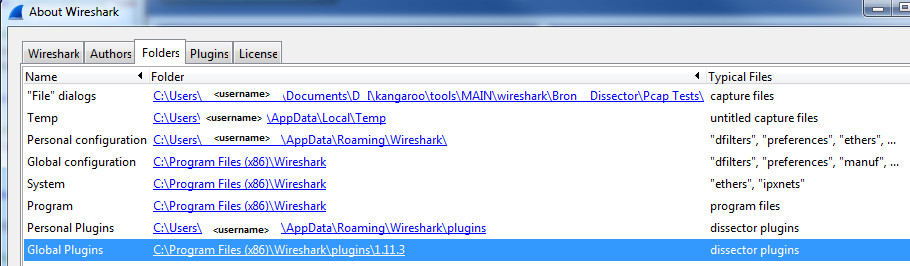 About Wireshark
Wireshark Authors Folders Plugins License
Name Folder Typical Files
"File" dialogs C:\Users\ <username> \Documents\D_I\kangaroo\tools\MAIN\wireshark\Bron Dissector\Pcap Tests\ capture files
Temp C:\Users\ <username> \AppData\Local\Temp untitled capture files
Personal configuration C:\Users\ <username> \AppData\Roaming\Wireshark\ "dfilters", "preferences", "ethers", ...
Global configuration C:\Program Files (x86)\Wireshark "dfilters", "preferences", "manuf", ...
System C:\Program Files (x86)\Wireshark "ethers", "ipxnets"
Program C:\Program Files (x86)\Wireshark program files
Personal Plugins C:\Users\ <username> \AppData\Roaming\Wireshark\plugins dissector plugins
Global Plugins C:\Program Files (x86)\Wireshark\plugins\1.11.3 dissector plugins